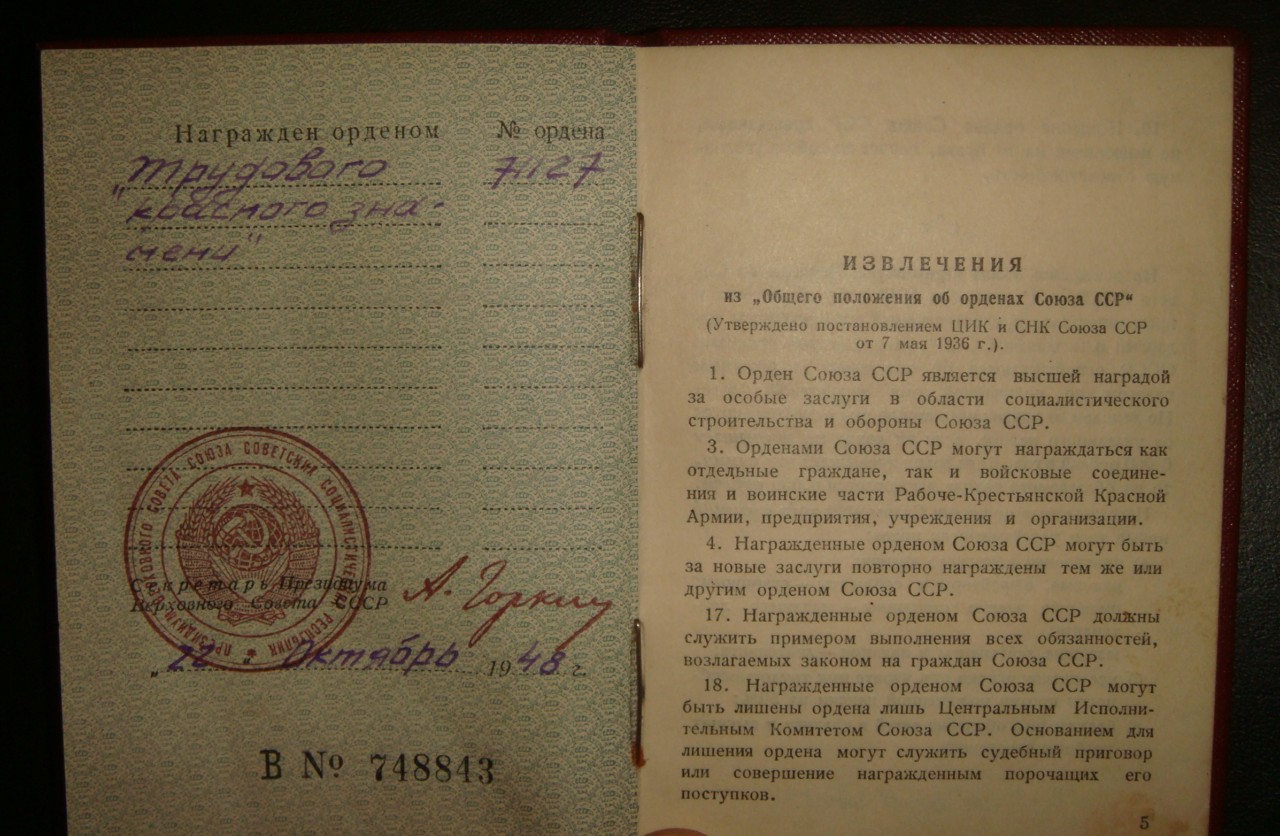 Награжден орденом № ордена
„Трудового 71127
красного зна-
мени"
ПРЕЗИДИУМ ВЕРХОВНОГО СОВЕТА СОЮЗА СОВЕТСКИХ СОЦИАЛИСТИЧЕСКИХ РЕСПУБЛИК
Секретарь Президиума
Верховного Совета СССР
А. Горкин
„22" Октябрь 1948 г.
В № 748843
ИЗВЛЕЧЕНИЯ
из „Общего положения об орденах Союза ССР“
(Утверждено постановлением ЦИК и СНК Союза ССР
от 7 мая 1936 г.).
1. Орден Союза ССР является высшей наградой
за особые заслуги в области социалистического
строительства и обороны Союза ССР.
3. Орденами Союза ССР могут награждаться как
отдельные граждане, так и войсковые соедине-
ния и воинские части Рабоче-Крестьянской Красной
Армии, предприятия, учреждения и организации.
4. Награжденные орденом Союза ССР могут быть
за новые заслуги повторно награждены тем же или
другим орденом Союза ССР.
17. Награжденные орденом Союза ССР должны
служить примером выполнения всех обязанностей,
возлагаемых законом на граждан Союза ССР.
18. Награжденные орденом Союза ССР могут
быть лишены ордена лишь Центральным Исполни-
тельным Комитетом Союза ССР. Основанием для
лишения ордена могут служить судебный приговор
или совершение награжденным порочащих его
поступков.
5